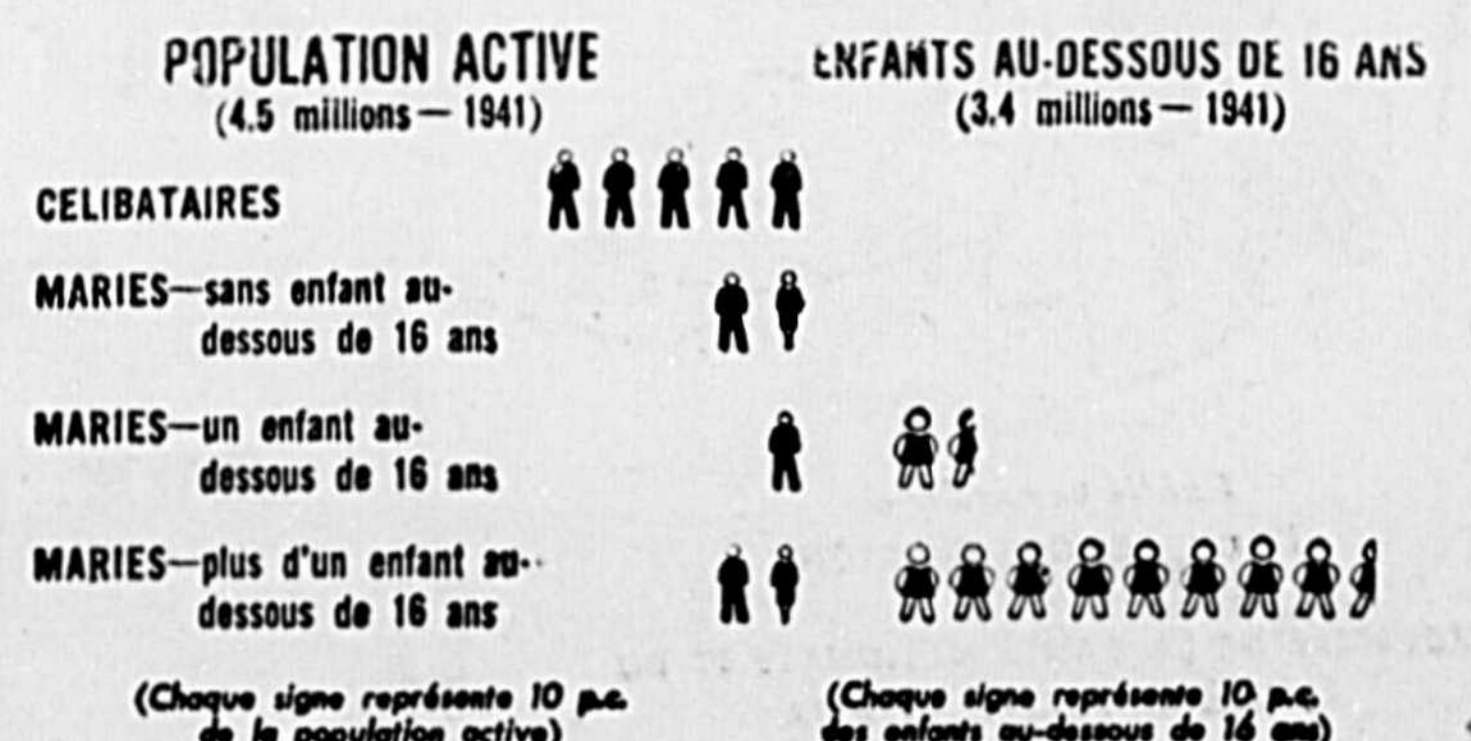 POPULATION ACTIVE
(4.5 millions — 1941)
ENFANTS AU-DESSOUS DE 16 ANS
(3.4 millions — 1941)
CELIBATAIRES
MARIES—sans enfant au-
dessous de 16 ans
MARIES—un enfant au-
dessous de 16 ans
MARIES—plus d'un enfant au-
dessous de 16 ans
(Chaque signe représente 10 p.c.
de la population active)
(Chaque signe représente 10 p.c.
des enfants au-dessous de 16 ans)